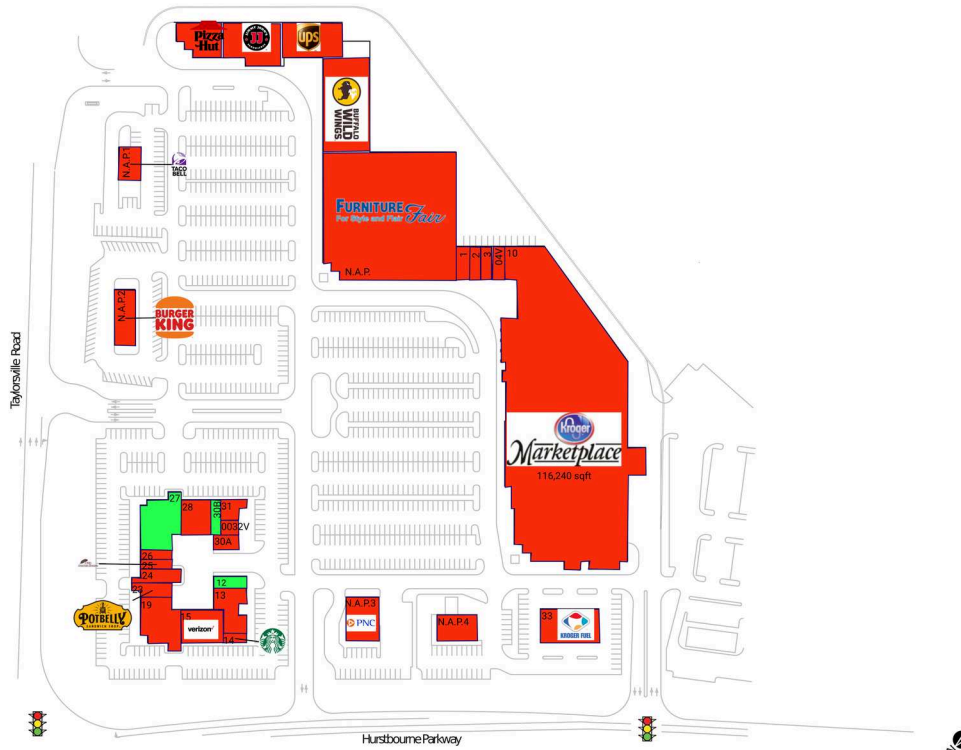 Pizza
Hut
JIMMY JOHN'S
JJ
ups
BUFFALO
WILD
WINGS
N.A.P.1
TACO
BELL
FURNITURE
Fair
For Style and Flair
N.A.P.
1
2
3
04V
10
N.A.P.2
BURGER
KING
Taylorsville Road
Kroger
Marketplace
116,240 sqft
27
28
30B
31
0032V
30A
26
25
24
22
19
POTBELLY
SANDWICH SHOP
12
13
15
verizon
14
N.A.P.3
PNC
N.A.P.4
33
KROGER FUEL
Hurstbourne Parkway